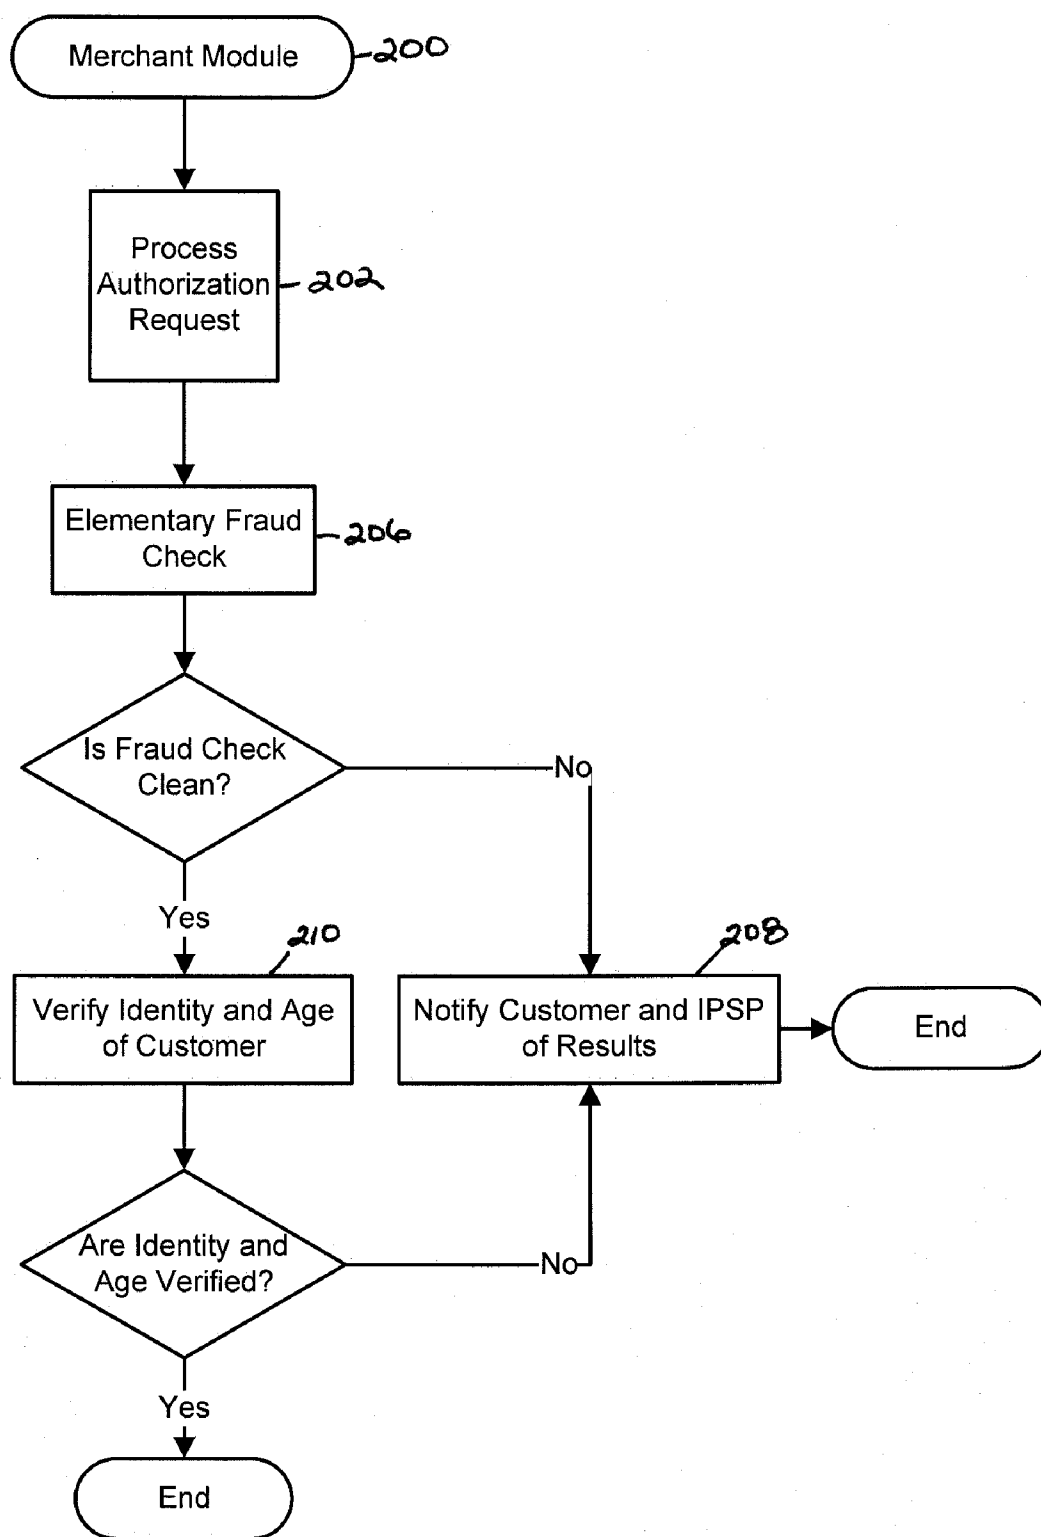 Merchant Module
200
Process
Authorization
Request
202
Elementary Fraud
Check
206
Is Fraud Check
Clean?
No
Yes
210
208
Verify Identity and Age
of Customer
Notify Customer and IPSP
of Results
End
Are Identity and
Age Verified?
No
Yes
End